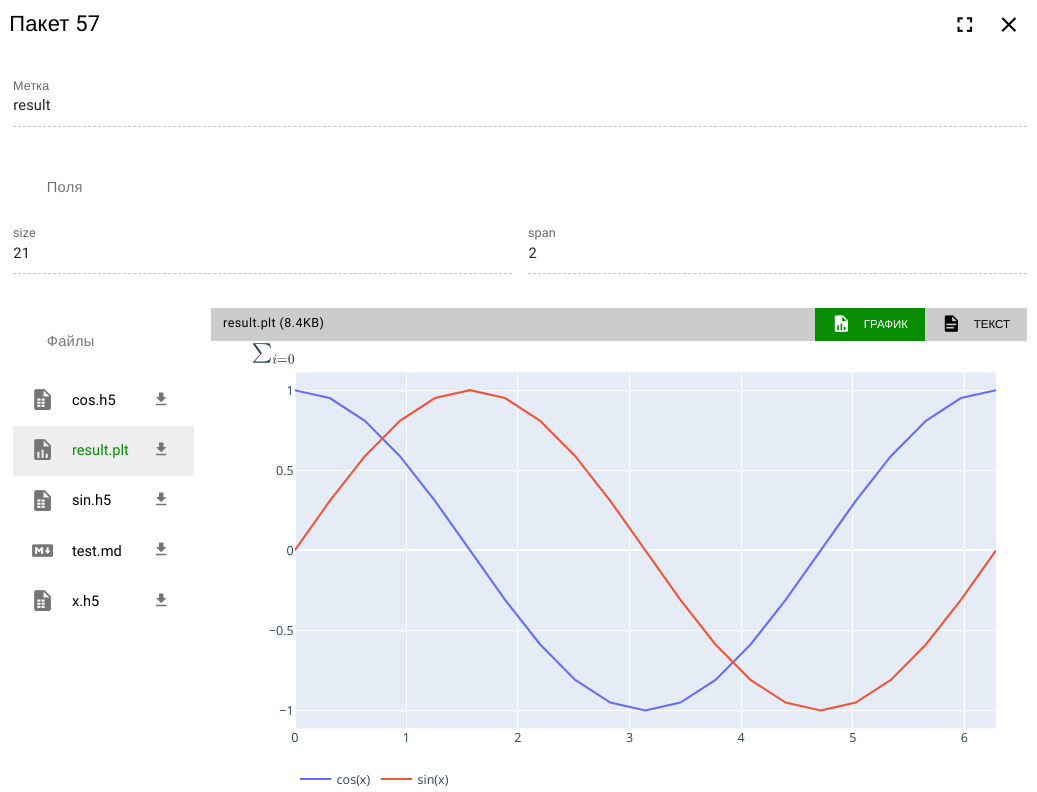 Пакет 57
Метка
result
Поля
size
21
span
2
Файлы
cos.h5
result.plt
sin.h5
test.md
x.h5
result.plt (8.4KB)
ГРАФИК
ТЕКСТ
∑i=0
1
0.5
0
−0.5
−1
0 1 2 3 4 5 6
cos(x) sin(x)